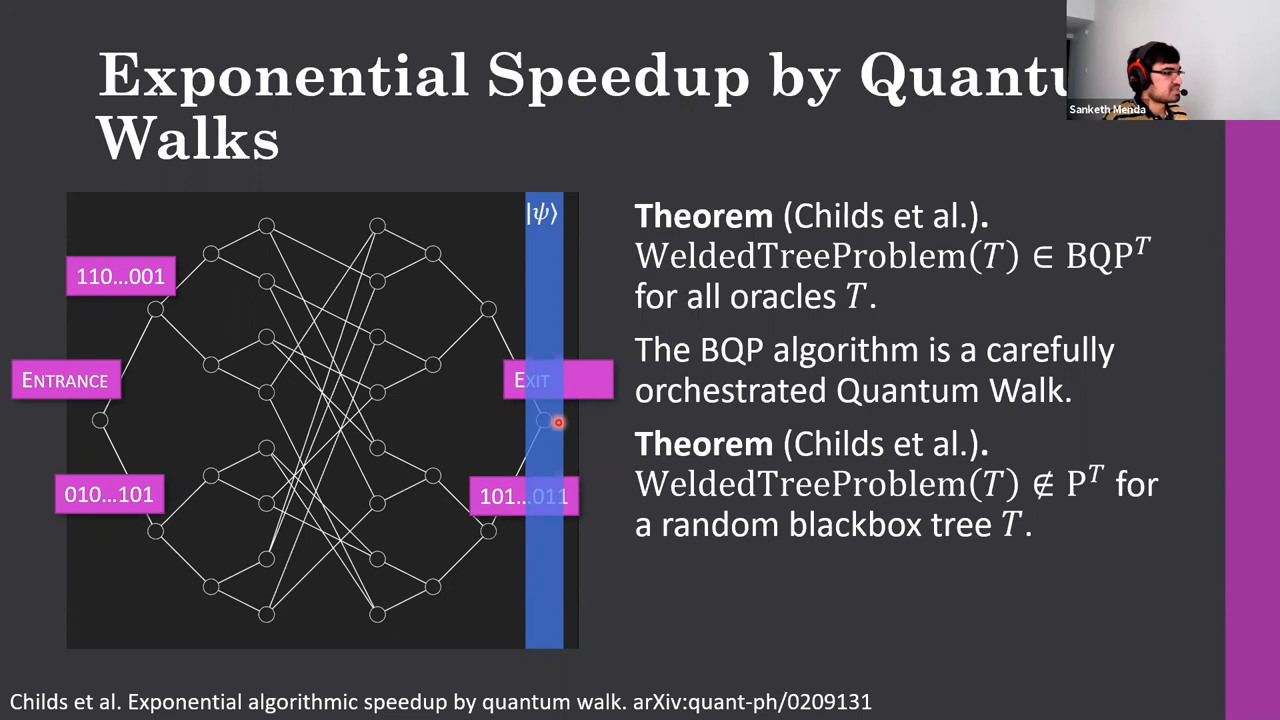 Exponential Speedup by Quantu
Walks
Sanketh Menda
|ψ⟩
110…001
ENTRANCE
EXIT
010…101
101…011
Theorem (Childs et al.).
WeldedTreeProblem(𝑇) ∈ BQP^𝑇
for all oracles 𝑇.
The BQP algorithm is a carefully
orchestrated Quantum Walk.
Theorem (Childs et al.).
WeldedTreeProblem(𝑇) ∉ P^𝑇 for
a random blackbox tree 𝑇.
Childs et al. Exponential algorithmic speedup by quantum walk. arXiv:quant-ph/0209131